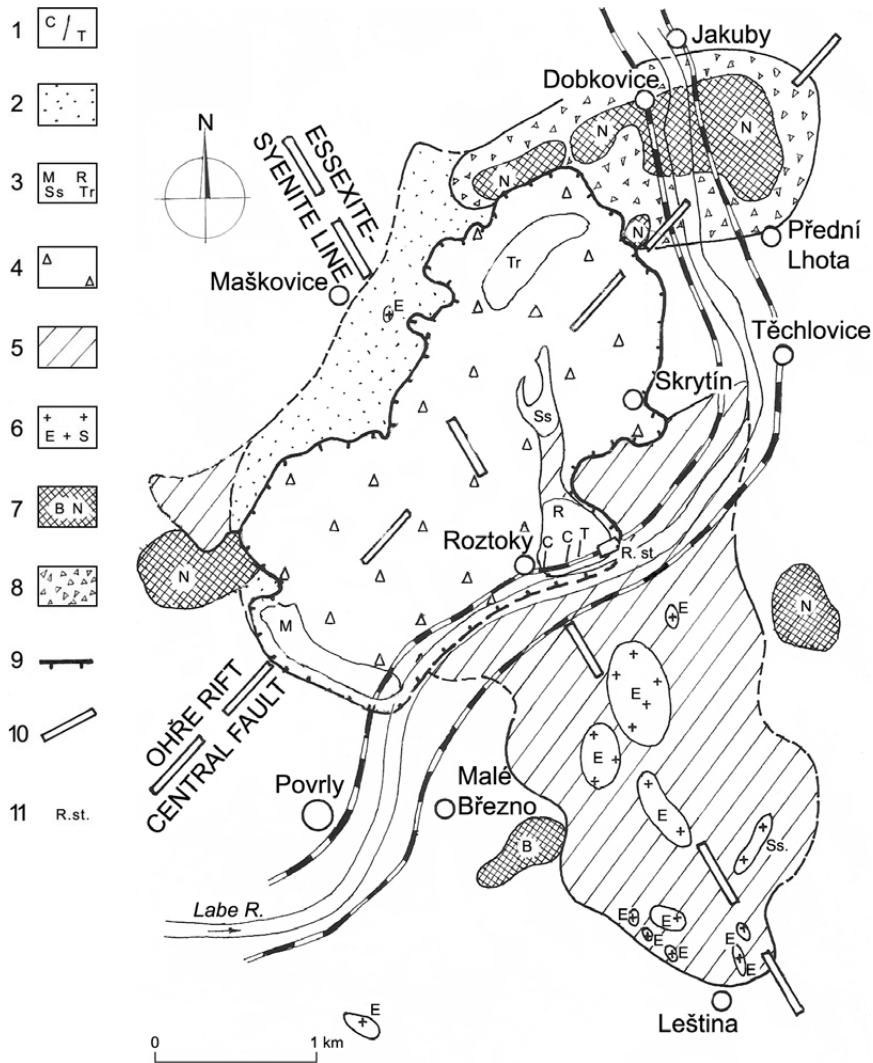 1 C / T
2
3 M R
Ss Tr
4
5
6 E + S
7 B N
8
9
10
11 R.st.
N
ESSEXITE-
SYENITE LINE
Jakuby
Dobkovice
N
N
N
N
Přední
Lhota
Maškovice
E
Tr
Těchlovice
Skrytín
Ss
R
C C T
Roztoky
R. st.
N
M
N
E
E
E
OHŘE RIFT
CENTRAL FAULT
Povrly
Malé
Březno
B
E
Ss.
Labe R.
E
E
E
E
E
E
Leština
E
0 1 km